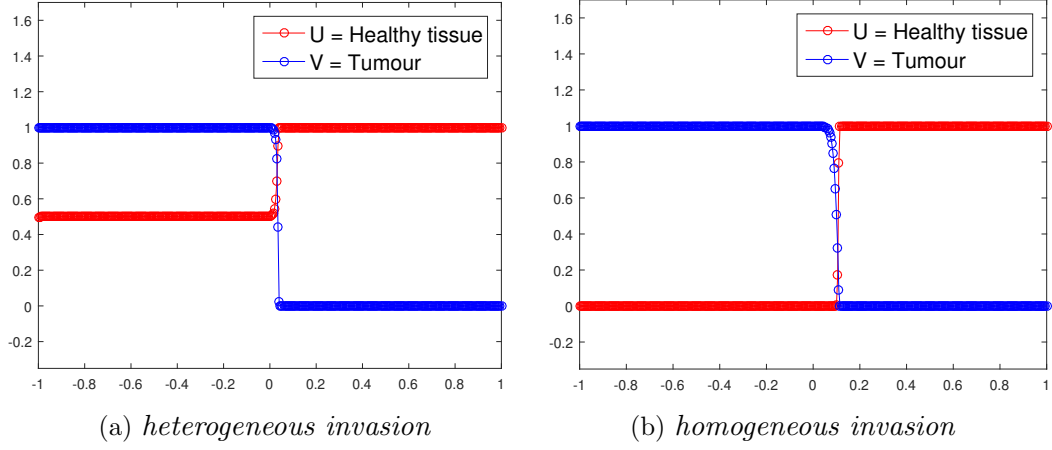 1.6
1.4
1.2
1
0.8
0.6
0.4
0.2
0
-0.2
-1 -0.8 -0.6 -0.4 -0.2 0 0.2 0.4 0.6 0.8 1
U = Healthy tissue
V = Tumour
(a) heterogeneous invasion
1.6
1.4
1.2
1
0.8
0.6
0.4
0.2
0
-0.2
-1 -0.8 -0.6 -0.4 -0.2 0 0.2 0.4 0.6 0.8 1
U = Healthy tissue
V = Tumour
(b) homogeneous invasion